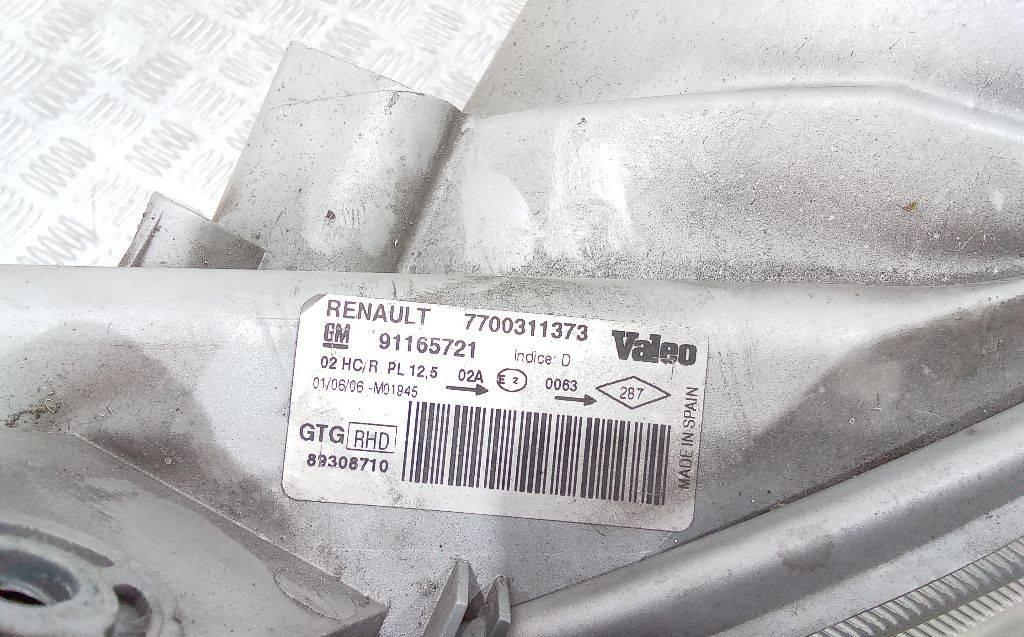 RENAULT 7700311373
GM 91165721 Indice: D Valeo
02 HC/R PL 12,5 02A E 2 0063 287
01/06/06 -M01945
GTG RHD
89308710
MADE IN SPAIN